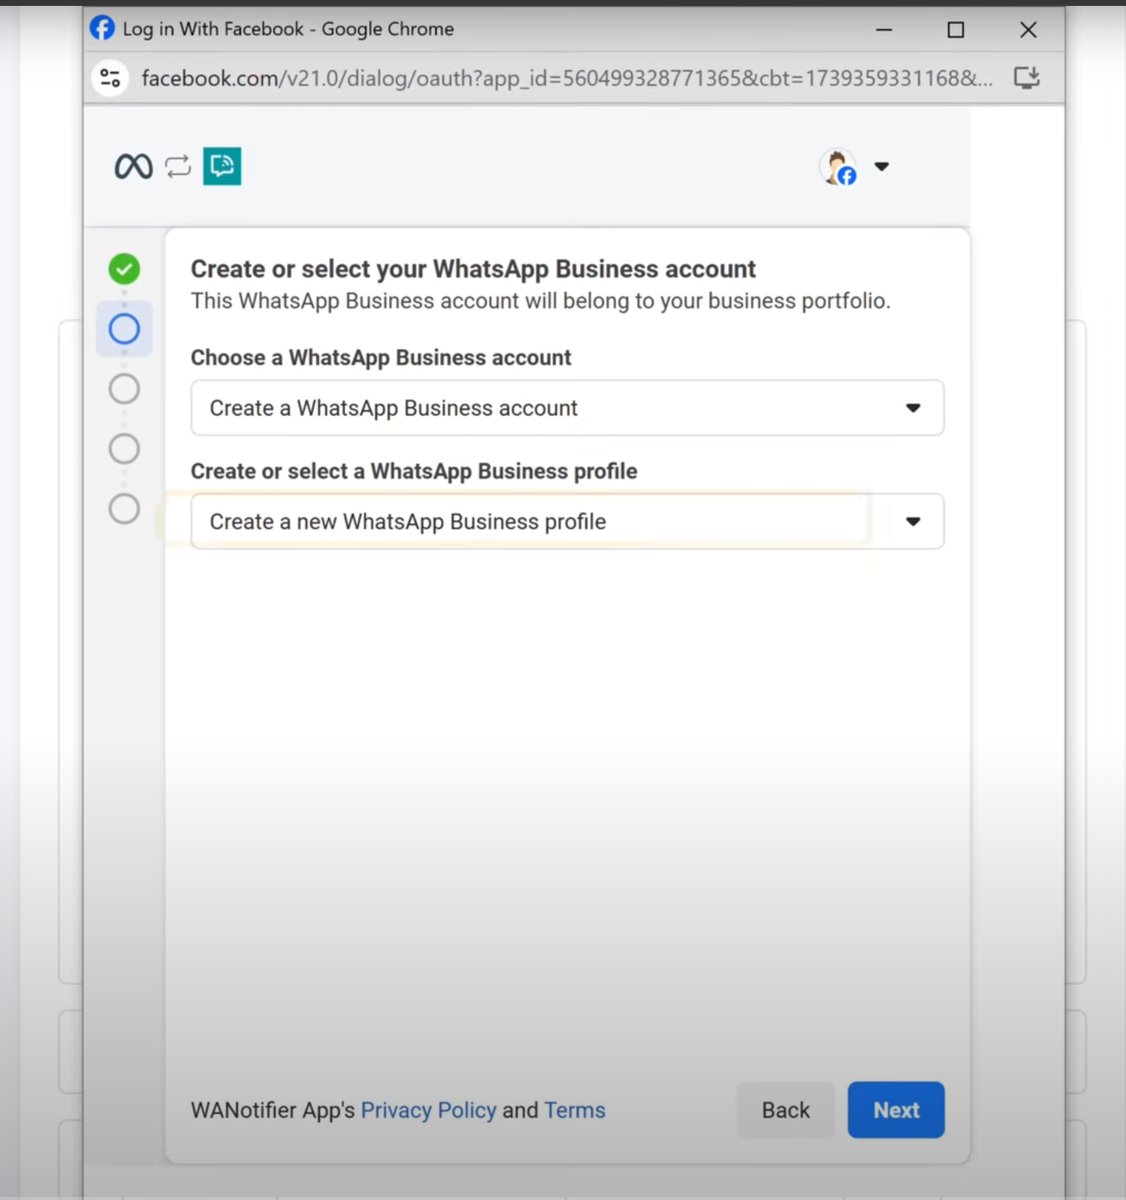 Log in With Facebook - Google Chrome
facebook.com/v21.0/dialog/oauth?app_id=560499328771365&cbt=1739359331168&...
Create or select your WhatsApp Business account
This WhatsApp Business account will belong to your business portfolio.
Choose a WhatsApp Business account
Create a WhatsApp Business account
Create or select a WhatsApp Business profile
Create a new WhatsApp Business profile
WANotifier App's Privacy Policy and Terms
Back
Next